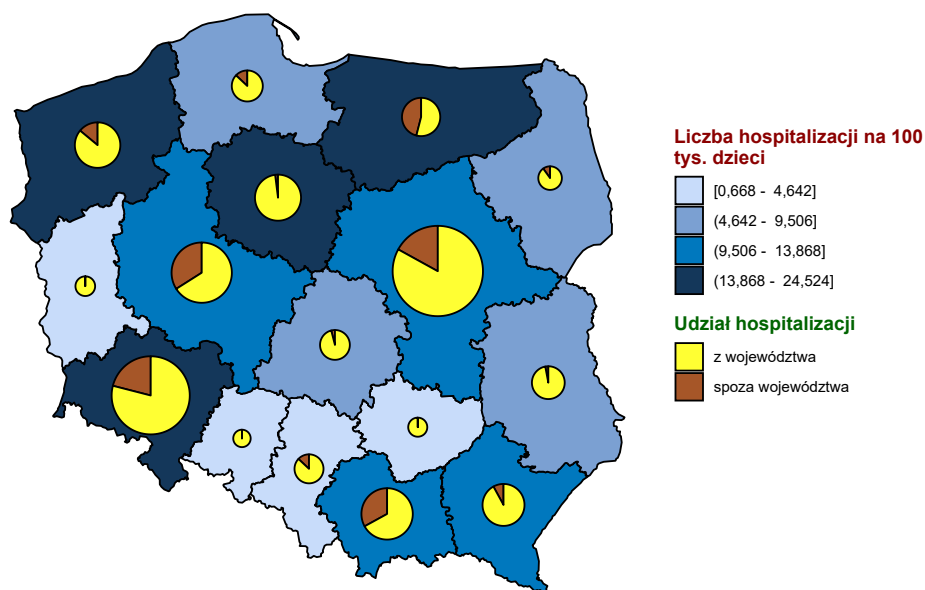 Liczba hospitalizacji na 100
tys. dzieci
[0,668 - 4,642]
(4,642 - 9,506]
(9,506 - 13,868]
(13,868 - 24,524]
Udział hospitalizacji
z województwa
spoza województwa